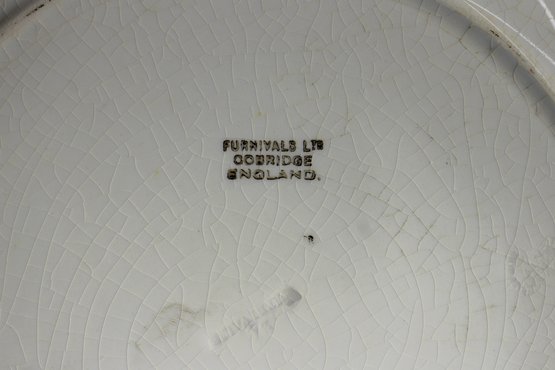 FURNIVALS LTD
COBRIDGE
ENGLAND.